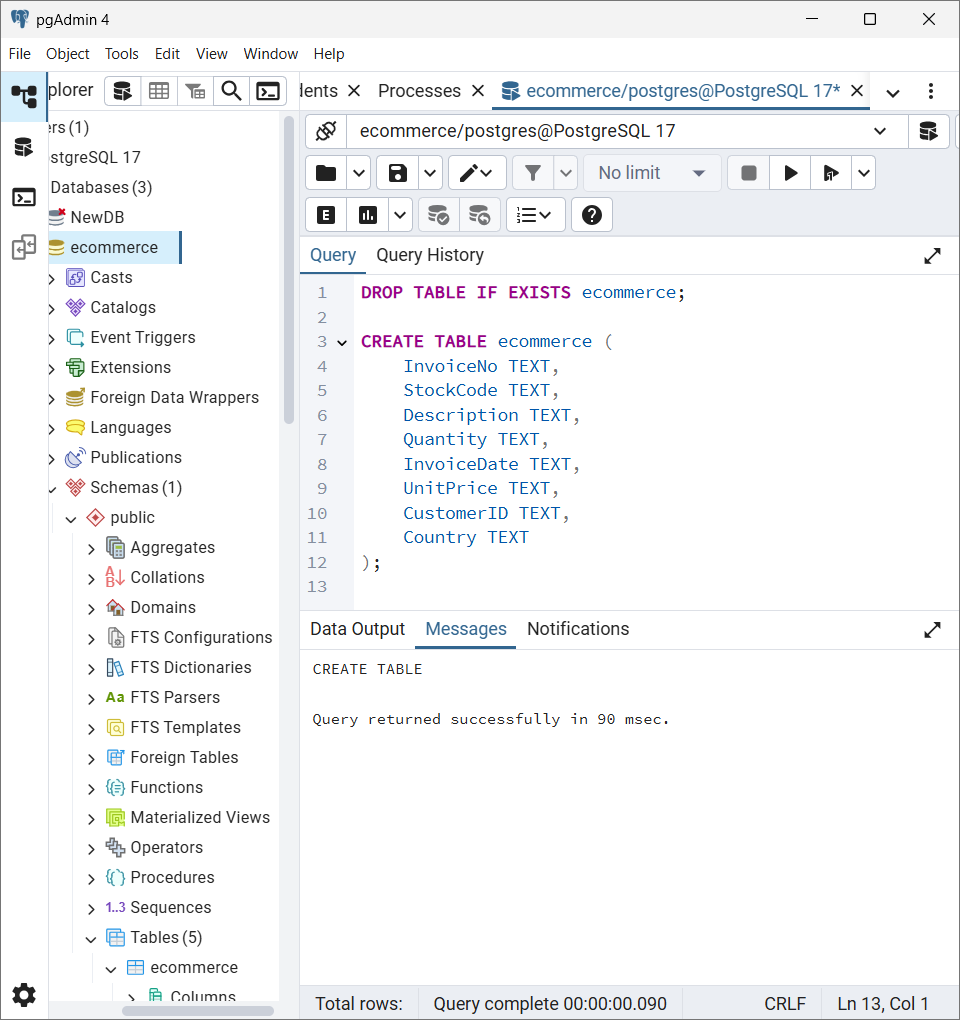 pgAdmin 4
File Object Tools Edit View Window Help
plorer
dents Processes ecommerce/postgres@PostgreSQL 17*
ers (1)
stgreSQL 17
Databases (3)
NewDB
ecommerce
Casts
Catalogs
Event Triggers
Extensions
Foreign Data Wrappers
Languages
Publications
Schemas (1)
public
Aggregates
Collations
Domains
FTS Configurations
FTS Dictionaries
Aa FTS Parsers
FTS Templates
Foreign Tables
Functions
Materialized Views
Operators
Procedures
1..3 Sequences
Tables (5)
ecommerce
Columns
ecommerce/postgres@PostgreSQL 17
No limit
E
Query Query History
1 DROP TABLE IF EXISTS ecommerce;
2
3 CREATE TABLE ecommerce (
4 InvoiceNo TEXT,
5 StockCode TEXT,
6 Description TEXT,
7 Quantity TEXT,
8 InvoiceDate TEXT,
9 UnitPrice TEXT,
10 CustomerID TEXT,
11 Country TEXT
12 );
13
Data Output Messages Notifications
CREATE TABLE
Query returned successfully in 90 msec.
Total rows: Query complete 00:00:00.090 CRLF Ln 13, Col 1